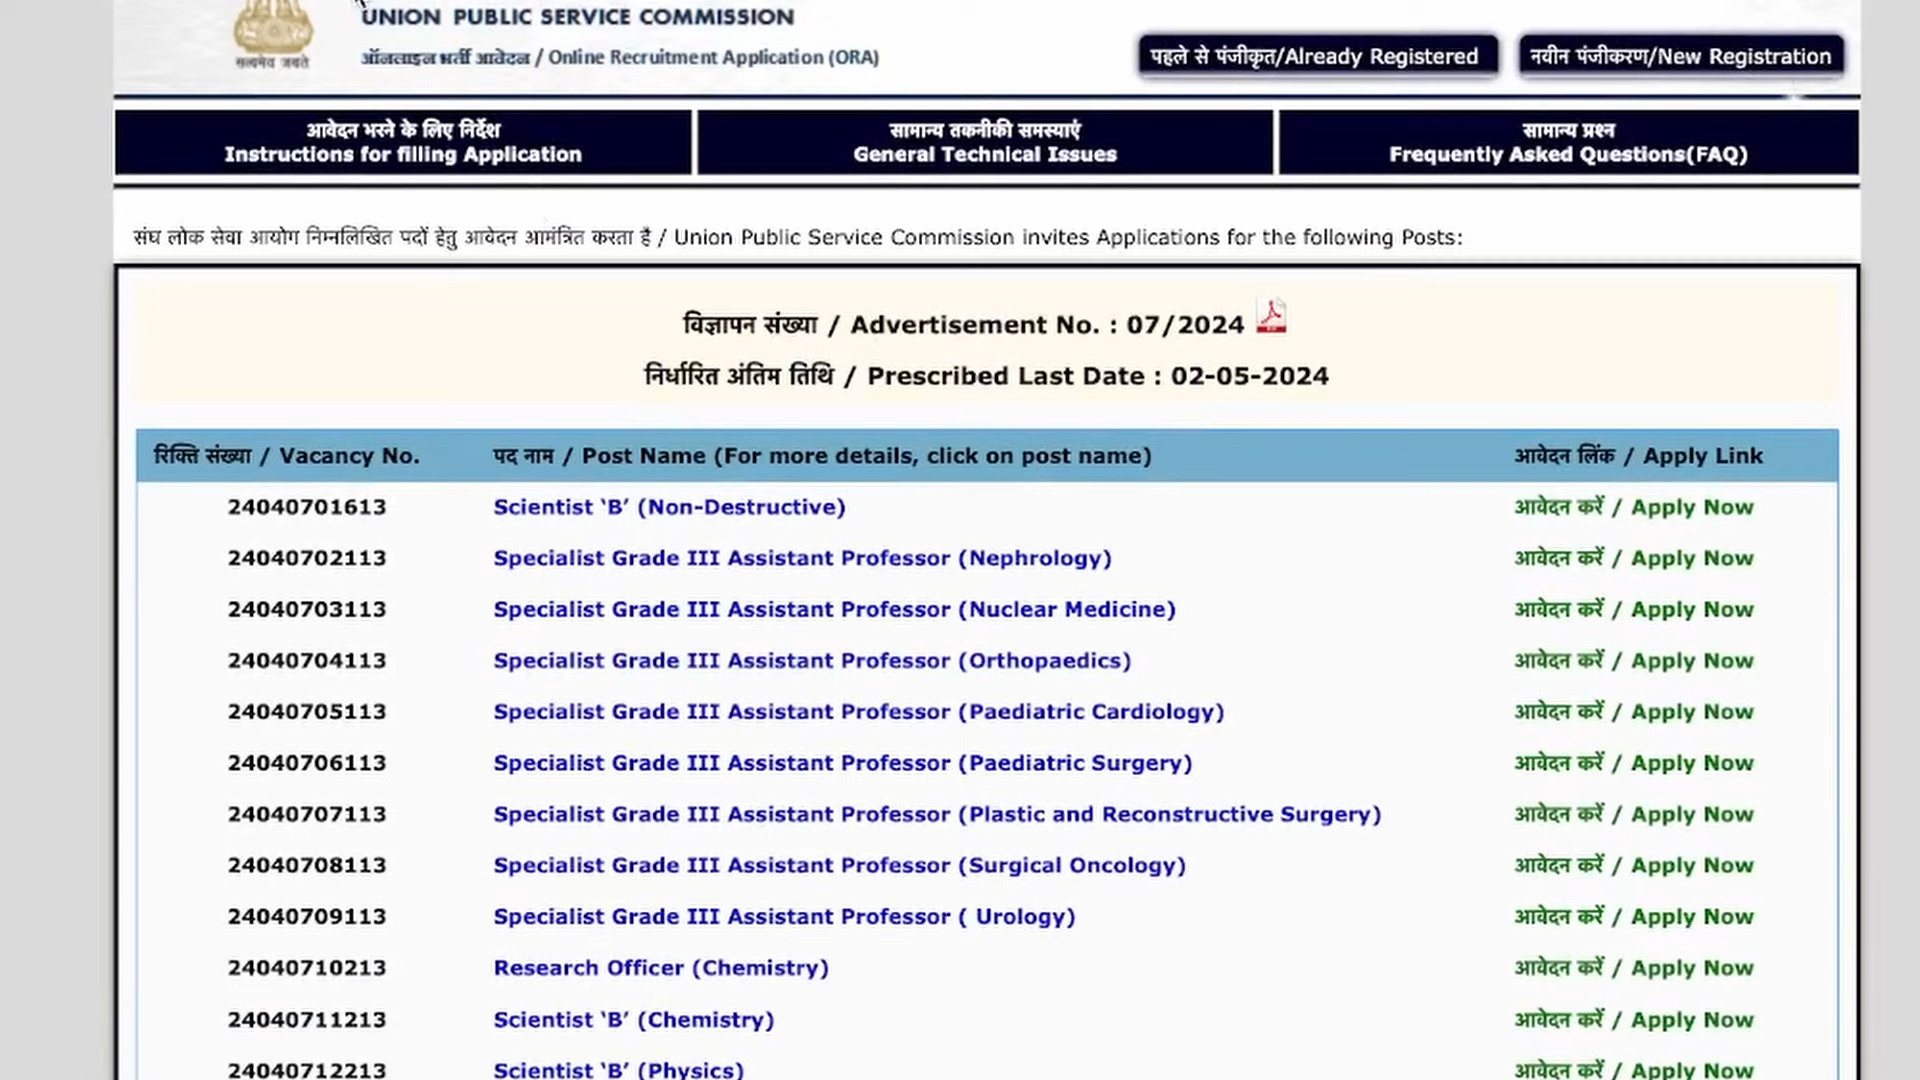 UNION PUBLIC SERVICE COMMISSION
सत्यमेव जयते
ऑनलाइन भर्ती आवेदन / Online Recruitment Application (ORA)
पहले से पंजीकृत/Already Registered
नवीन पंजीकरण/New Registration
आवेदन भरने के लिए निर्देश
Instructions for filling Application
सामान्य तकनीकी समस्याएं
General Technical Issues
सामान्य प्रश्न
Frequently Asked Questions(FAQ)
संघ लोक सेवा आयोग निम्नलिखित पदों हेतु आवेदन आमंत्रित करता है / Union Public Service Commission invites Applications for the following Posts:
विज्ञापन संख्या / Advertisement No. : 07/2024
निर्धारित अंतिम तिथि / Prescribed Last Date : 02-05-2024
रिक्ति संख्या / Vacancy No. पद नाम / Post Name (For more details, click on post name) आवेदन लिंक / Apply Link
24040701613 Scientist ‘B’ (Non-Destructive) आवेदन करें / Apply Now
24040702113 Specialist Grade III Assistant Professor (Nephrology) आवेदन करें / Apply Now
24040703113 Specialist Grade III Assistant Professor (Nuclear Medicine) आवेदन करें / Apply Now
24040704113 Specialist Grade III Assistant Professor (Orthopaedics) आवेदन करें / Apply Now
24040705113 Specialist Grade III Assistant Professor (Paediatric Cardiology) आवेदन करें / Apply Now
24040706113 Specialist Grade III Assistant Professor (Paediatric Surgery) आवेदन करें / Apply Now
24040707113 Specialist Grade III Assistant Professor (Plastic and Reconstructive Surgery) आवेदन करें / Apply Now
24040708113 Specialist Grade III Assistant Professor (Surgical Oncology) आवेदन करें / Apply Now
24040709113 Specialist Grade III Assistant Professor ( Urology) आवेदन करें / Apply Now
24040710213 Research Officer (Chemistry) आवेदन करें / Apply Now
24040711213 Scientist ‘B’ (Chemistry) आवेदन करें / Apply Now
24040712213 Scientist ‘B’ (Physics) आवेदन करें / Apply Now